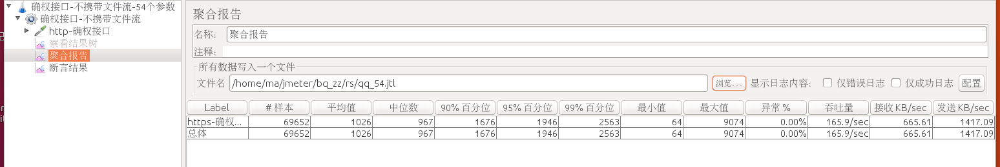 确权接口-不携带文件流-54个参数
确权接口-不携带文件流
http-确权接口
察看结果树
聚合报告
断言结果
聚合报告
名称: 聚合报告
注释:
所有数据写入一个文件
文件名 /home/ma/jmeter/bq_zz/rs/qq_54.jtl 浏览... 显示日志内容: 仅错误日志 仅成功日志 配置
Label # 样本 平均值 中位数 90% 百分位 95% 百分位 99% 百分位 最小值 最大值 异常 % 吞吐量 接收 KB/sec 发送 KB/sec
https-确权... 69652 1026 967 1676 1946 2563 64 9074 0.00% 165.9/sec 665.61 1417.09
总体 69652 1026 967 1676 1946 2563 64 9074 0.00% 165.9/sec 665.61 1417.09